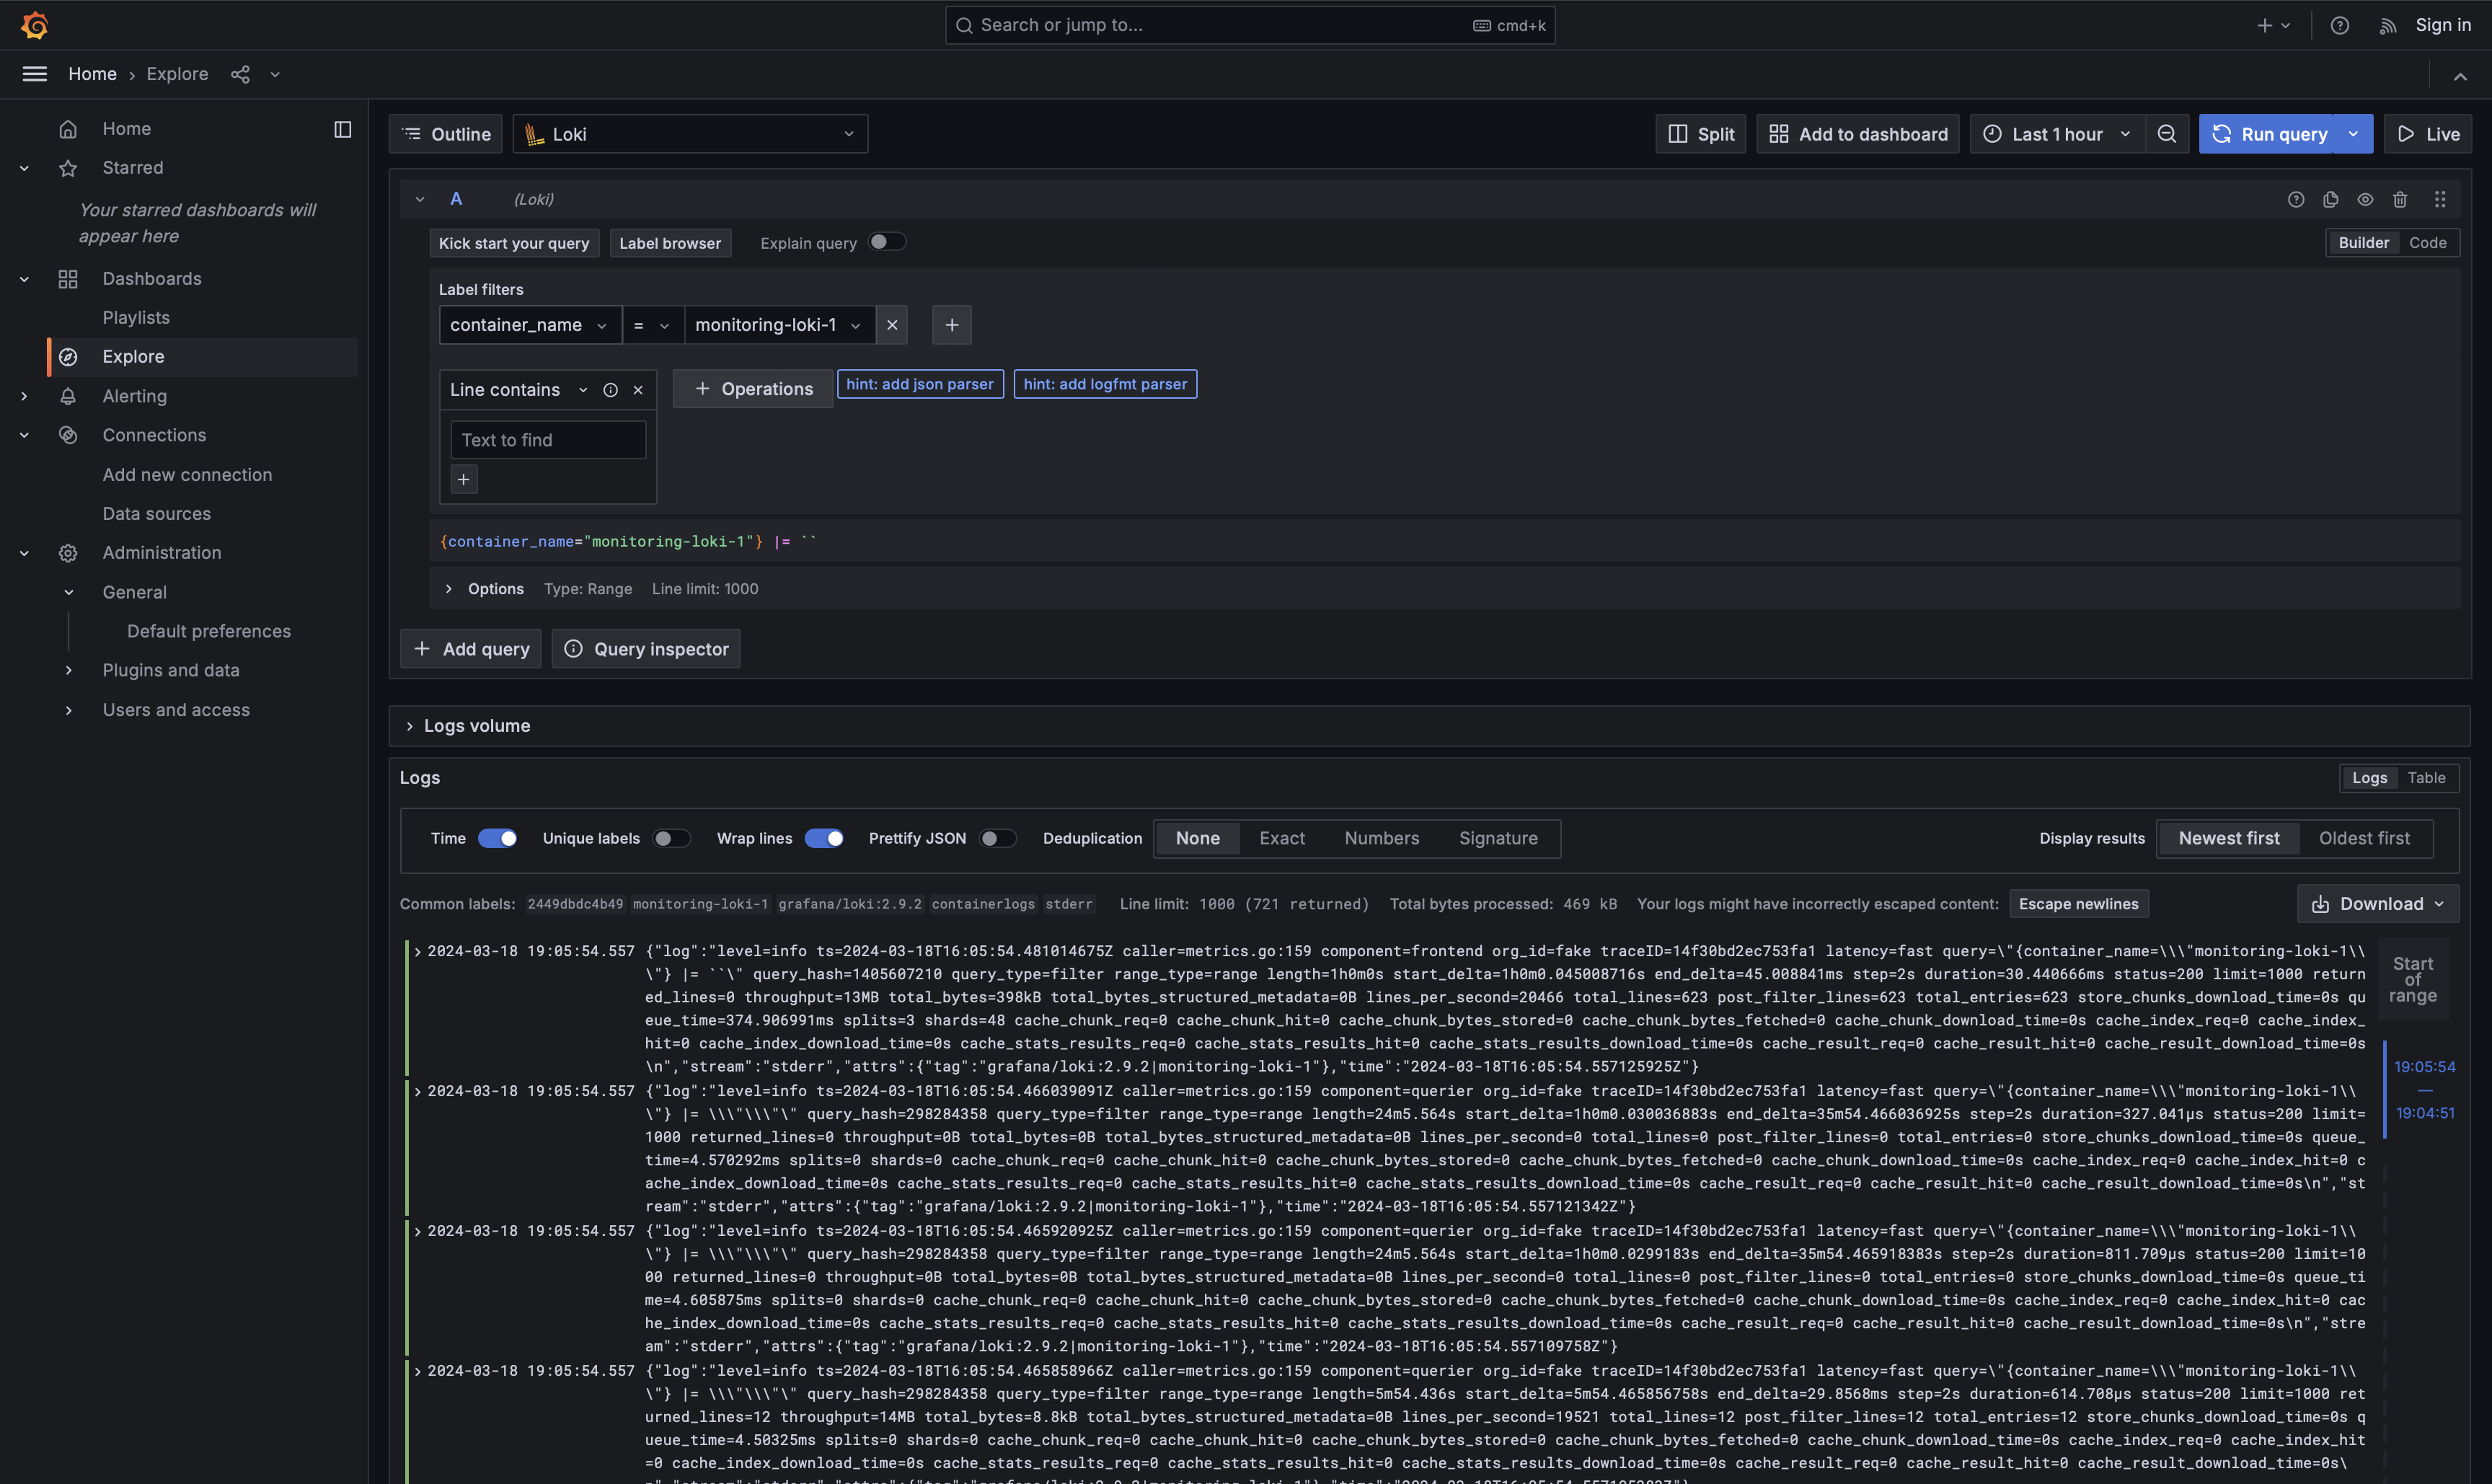 Search or jump to...
cmd+k
Sign in
Home
Explore
Home
Starred
Your starred dashboards will
appear here
Dashboards
Playlists
Explore
Alerting
Connections
Add new connection
Data sources
Administration
General
Default preferences
Plugins and data
Users and access
Outline
Loki
Split
Add to dashboard
Last 1 hour
Run query
Live
A
(Loki)
Kick start your query
Label browser
Explain query
Builder
Code
Label filters
container_name
=
monitoring-loki-1
Line contains
Operations
hint: add json parser
hint: add logfmt parser
Text to find
{container_name="monitoring-loki-1"} |= ``
Options
Type: Range
Line limit: 1000
Add query
Query inspector
Logs volume
Logs
Logs
Table
Time
Unique labels
Wrap lines
Prettify JSON
Deduplication
None
Exact
Numbers
Signature
Display results
Newest first
Oldest first
Common labels: 2449dbdc4b49 monitoring-loki-1 grafana/loki:2.9.2 containerlogs stderr
Line limit: 1000 (721 returned)
Total bytes processed: 469 kB
Your logs might have incorrectly escaped content:
Escape newlines
Download
2024-03-18 19:05:54.557 {"log":"level=info ts=2024-03-18T16:05:54.481014675Z caller=metrics.go:159 component=frontend org_id=fake traceID=14f30bd2ec753fa1 latency=fast query=\"{container_name=\\\"monitoring-loki-1\\
\"} |= ``\" query_hash=1405607210 query_type=filter range_type=range length=1h0m0s start_delta=1h0m0.045008716s end_delta=45.008841ms step=2s duration=30.440666ms status=200 limit=1000 return
ed_lines=0 throughput=13MB total_bytes=398kB total_bytes_structured_metadata=0B lines_per_second=20466 total_lines=623 post_filter_lines=623 total_entries=623 store_chunks_download_time=0s qu
eue_time=374.906991ms splits=3 shards=48 cache_chunk_req=0 cache_chunk_hit=0 cache_chunk_bytes_stored=0 cache_chunk_bytes_fetched=0 cache_chunk_download_time=0s cache_index_req=0 cache_index_
hit=0 cache_index_download_time=0s cache_stats_results_req=0 cache_stats_results_hit=0 cache_stats_results_download_time=0s cache_result_req=0 cache_result_hit=0 cache_result_download_time=0s
\n","stream":"stderr","attrs":{"tag":"grafana/loki:2.9.2|monitoring-loki-1"},"time":"2024-03-18T16:05:54.557125925Z"}
2024-03-18 19:05:54.557 {"log":"level=info ts=2024-03-18T16:05:54.466039091Z caller=metrics.go:159 component=querier org_id=fake traceID=14f30bd2ec753fa1 latency=fast query=\"{container_name=\\\"monitoring-loki-1\\
\"} |= \\\"\\\"\" query_hash=298284358 query_type=filter range_type=range length=24m5.564s start_delta=1h0m0.030036883s end_delta=35m54.466036925s step=2s duration=327.041µs status=200 limit=
1000 returned_lines=0 throughput=0B total_bytes=0B total_bytes_structured_metadata=0B lines_per_second=0 total_lines=0 post_filter_lines=0 total_entries=0 store_chunks_download_time=0s queue_
time=4.570292ms splits=0 shards=0 cache_chunk_req=0 cache_chunk_hit=0 cache_chunk_bytes_stored=0 cache_chunk_bytes_fetched=0 cache_chunk_download_time=0s cache_index_req=0 cache_index_hit=0 c
ache_index_download_time=0s cache_stats_results_req=0 cache_stats_results_hit=0 cache_stats_results_download_time=0s cache_result_req=0 cache_result_hit=0 cache_result_download_time=0s\n","st
ream":"stderr","attrs":{"tag":"grafana/loki:2.9.2|monitoring-loki-1"},"time":"2024-03-18T16:05:54.557121342Z"}
2024-03-18 19:05:54.557 {"log":"level=info ts=2024-03-18T16:05:54.465920925Z caller=metrics.go:159 component=querier org_id=fake traceID=14f30bd2ec753fa1 latency=fast query=\"{container_name=\\\"monitoring-loki-1\\
\"} |= \\\"\\\"\" query_hash=298284358 query_type=filter range_type=range length=24m5.564s start_delta=1h0m0.0299183s end_delta=35m54.465918383s step=2s duration=811.709µs status=200 limit=10
00 returned_lines=0 throughput=0B total_bytes=0B total_bytes_structured_metadata=0B lines_per_second=0 total_lines=0 post_filter_lines=0 total_entries=0 store_chunks_download_time=0s queue_ti
me=4.605875ms splits=0 shards=0 cache_chunk_req=0 cache_chunk_hit=0 cache_chunk_bytes_stored=0 cache_chunk_bytes_fetched=0 cache_chunk_download_time=0s cache_index_req=0 cache_index_hit=0 cac
he_index_download_time=0s cache_stats_results_req=0 cache_stats_results_hit=0 cache_stats_results_download_time=0s cache_result_req=0 cache_result_hit=0 cache_result_download_time=0s\n","stre
am":"stderr","attrs":{"tag":"grafana/loki:2.9.2|monitoring-loki-1"},"time":"2024-03-18T16:05:54.557109758Z"}
2024-03-18 19:05:54.557 {"log":"level=info ts=2024-03-18T16:05:54.465858966Z caller=metrics.go:159 component=querier org_id=fake traceID=14f30bd2ec753fa1 latency=fast query=\"{container_name=\\\"monitoring-loki-1\\
\"} |= \\\"\\\"\" query_hash=298284358 query_type=filter range_type=range length=5m54.436s start_delta=5m54.465856758s end_delta=29.8568ms step=2s duration=614.708µs status=200 limit=1000 ret
urned_lines=12 throughput=14MB total_bytes=8.8kB total_bytes_structured_metadata=0B lines_per_second=19521 total_lines=12 post_filter_lines=12 total_entries=12 store_chunks_download_time=0s q
ueue_time=4.50325ms splits=0 shards=0 cache_chunk_req=0 cache_chunk_hit=0 cache_chunk_bytes_stored=0 cache_chunk_bytes_fetched=0 cache_chunk_download_time=0s cache_index_req=0 cache_index_hit
=0 cache_index_download_time=0s cache_stats_results_req=0 cache_stats_results_hit=0 cache_stats_results_download_time=0s cache_result_req=0 cache_result_hit=0 cache_result_download_time=0s\
Start
of
range
19:05:54
—
19:04:51